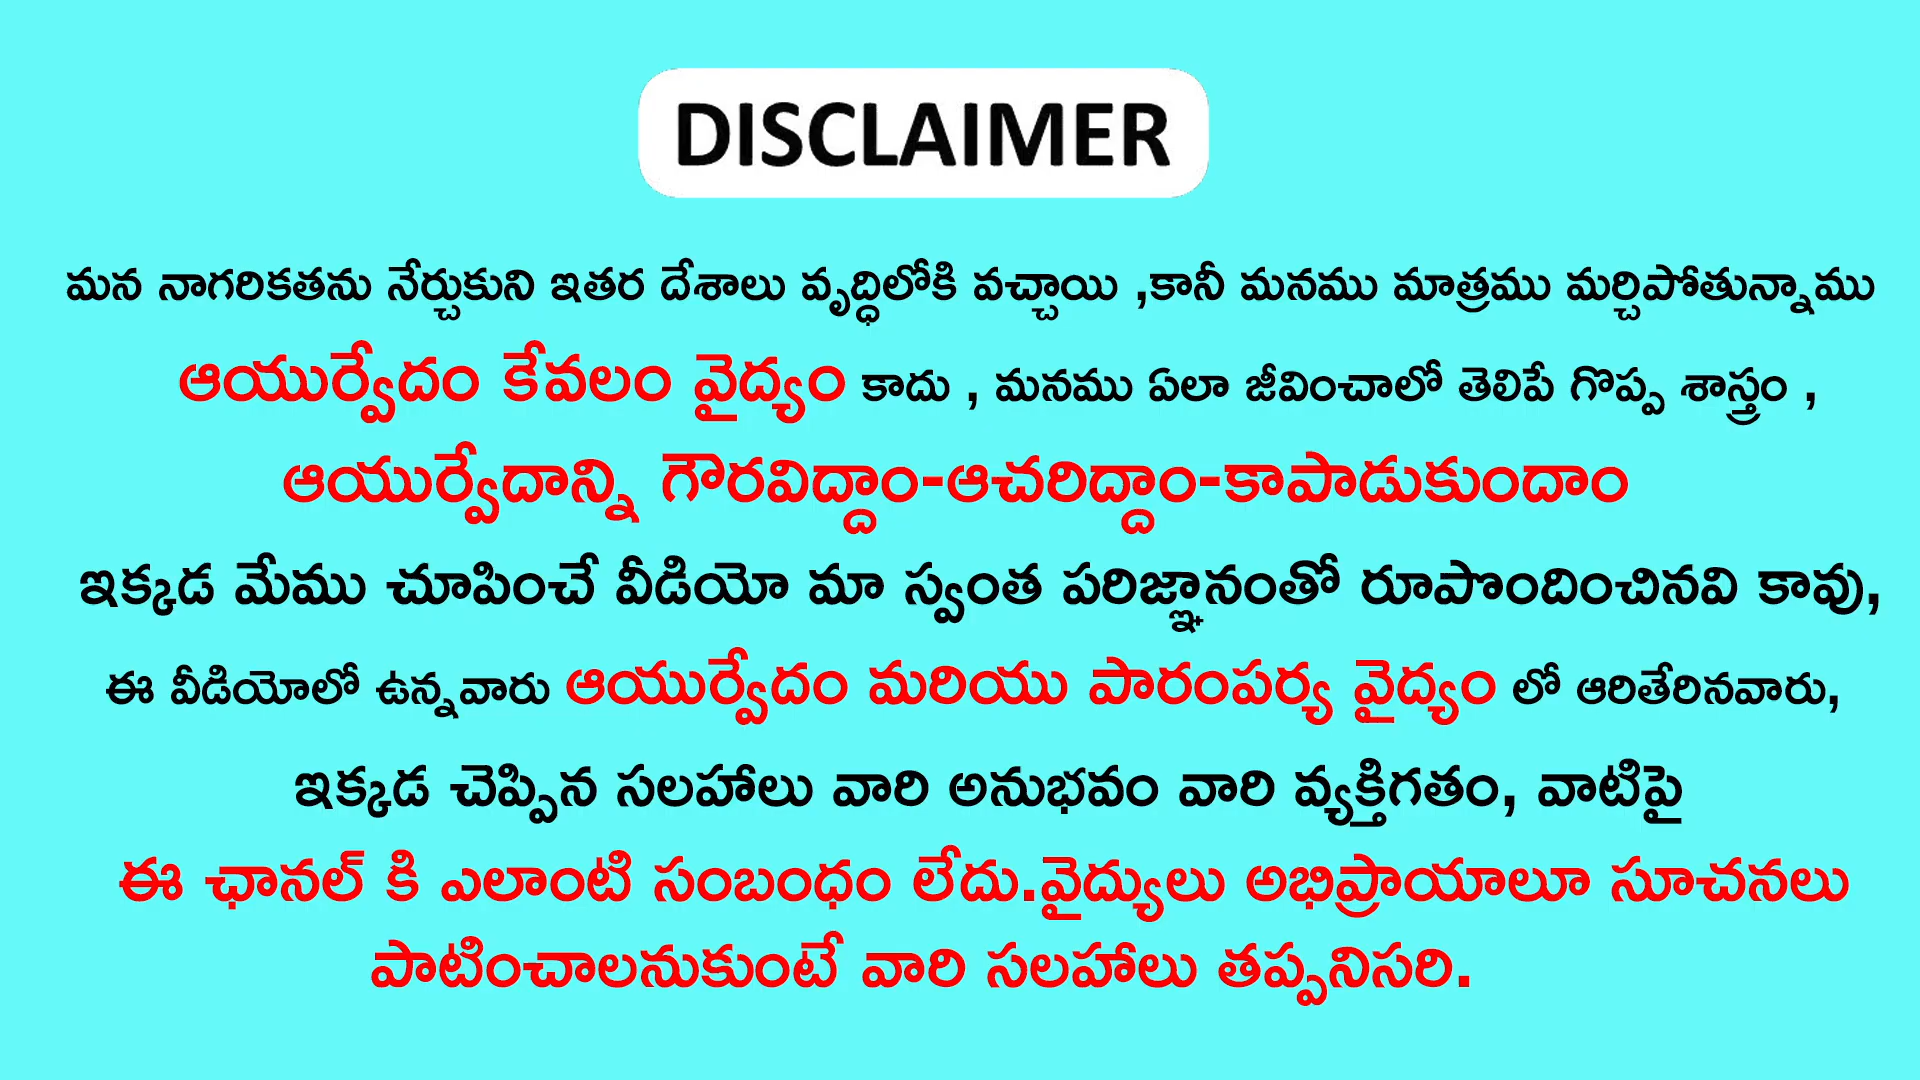 DISCLAIMER
మన నాగరికతను నేర్చుకుని ఇతర దేశాలు వృద్ధిలోకి వచ్చాయి ,కానీ మనము మాత్రము మర్చిపోతున్నాము
ఆయుర్వేదం కేవలం వైద్యం కాదు , మనము ఏలా జీవించాలో తెలిపే గొప్ప శాస్త్రం ,
ఆయుర్వేదాన్ని గౌరవిద్దాం-ఆచరిద్దాం-కాపాడుకుందాం
ఇక్కడ మేము చూపించే వీడియో మా స్వంత పరిజ్ఞానంతో రూపొందించినవి కావు,
ఈ వీడియోలో ఉన్నవారు ఆయుర్వేదం మరియు పారంపర్య వైద్యం లో ఆరితేరినవారు,
ఇక్కడ చెప్పిన సలహాలు వారి అనుభవం వారి వ్యక్తిగతం, వాటిపై
ఈ ఛానల్ కి ఎలాంటి సంబంధం లేదు.వైద్యులు అభిప్రాయాలూ సూచనలు
పాటించాలనుకుంటే వారి సలహాలు తప్పనిసరి.